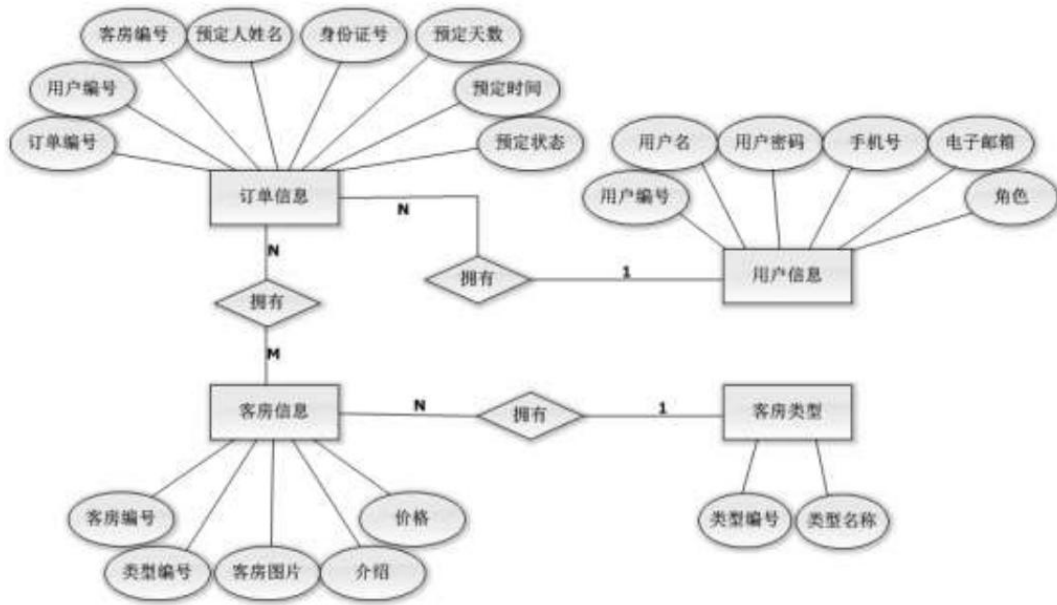 客房编号 预定人姓名 身份证号 预定天数
用户编号 预定时间
订单编号 预定状态
用户名 用户密码 手机号 电子邮箱
用户编号 角色
订单信息
N
N
拥有 1 用户信息
拥有
M
客房信息 N 拥有 1 客房类型
客房编号 价格
类型编号 客房图片 介绍
类型编号 类型名称